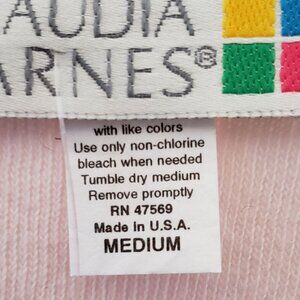 AUDIA
ARNES®
with like colors
Use only non-chlorine
bleach when needed
Tumble dry medium
Remove promptly
RN 47569
Made in U.S.A.
MEDIUM